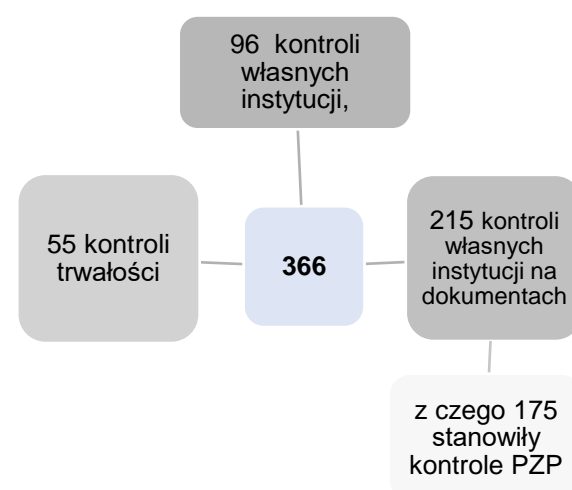 96 kontroli
własnych
instytucji,
55 kontroli
trwałości
366
215 kontroli
własnych
instytucji na
dokumentach
z czego 175
stanowiły
kontrole PZP